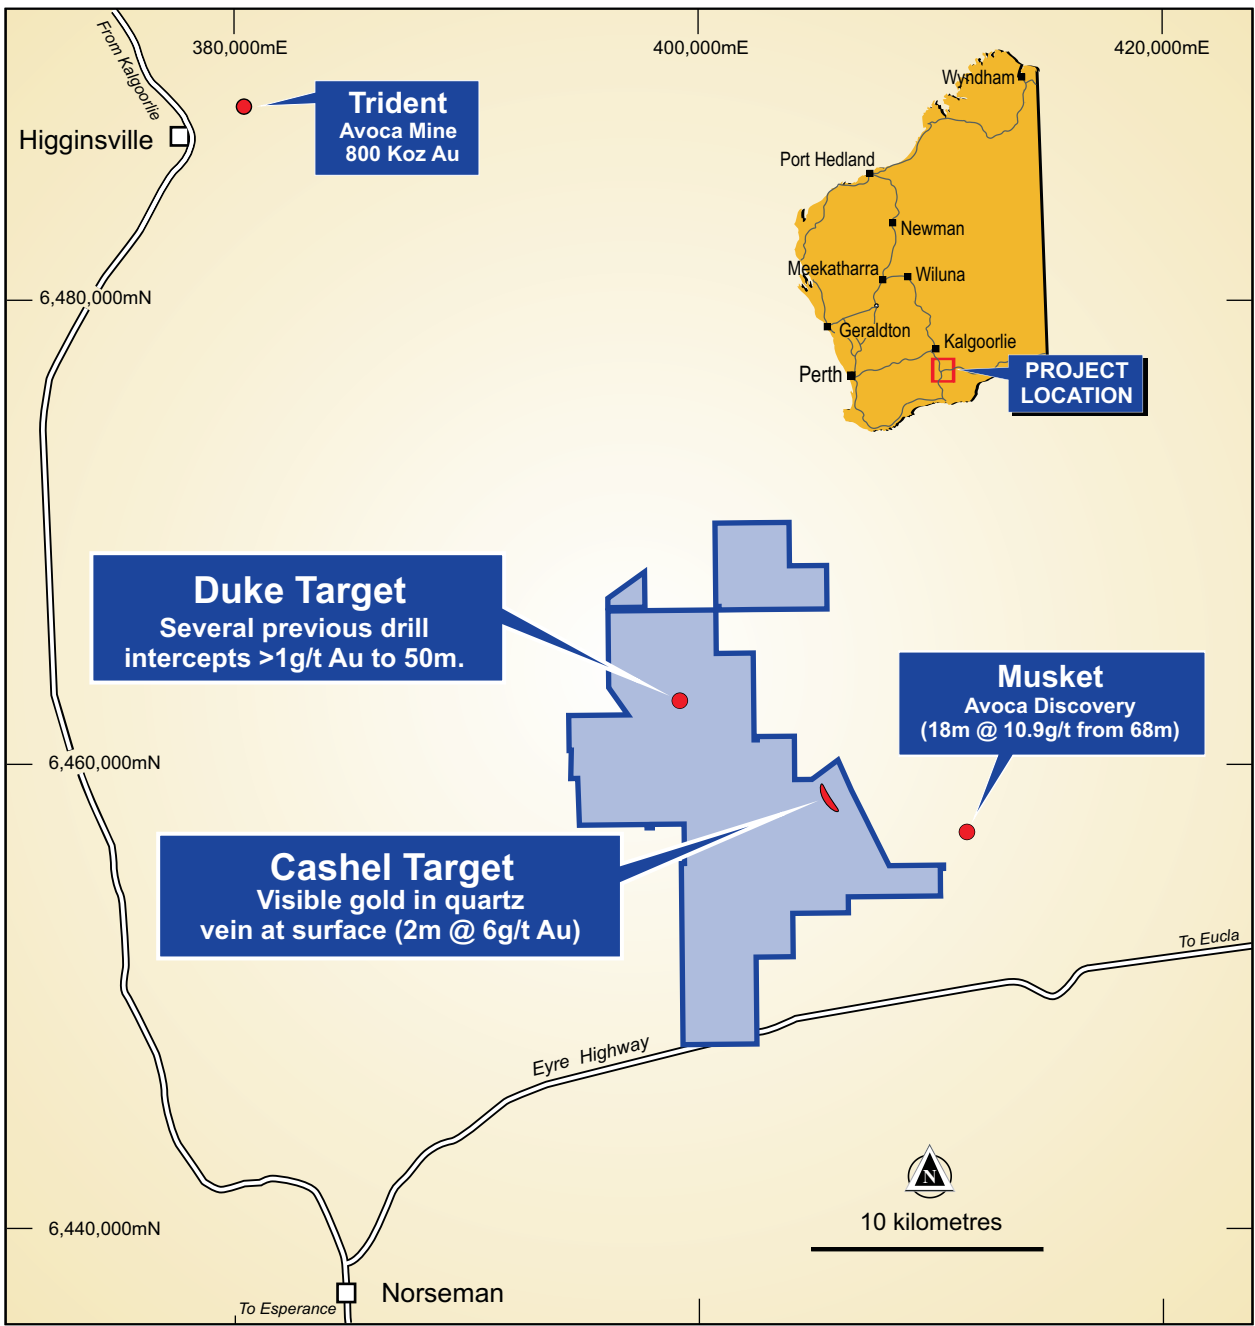 380,000mE
400,000mE
420,000mE
From Kalgoorlie
Higginsville
Trident
Avoca Mine
800 Koz Au
Wyndham
Port Hedland
Newman
Meekatharra
Wiluna
Geraldton
Kalgoorlie
Perth
PROJECT
LOCATION
6,480,000mN
Duke Target
Several previous drill
intercepts >1g/t Au to 50m.
Musket
Avoca Discovery
(18m @ 10.9g/t from 68m)
6,460,000mN
Cashel Target
Visible gold in quartz
vein at surface (2m @ 6g/t Au)
To Eucla
Eyre Highway
N
10 kilometres
6,440,000mN
Norseman
To Esperance